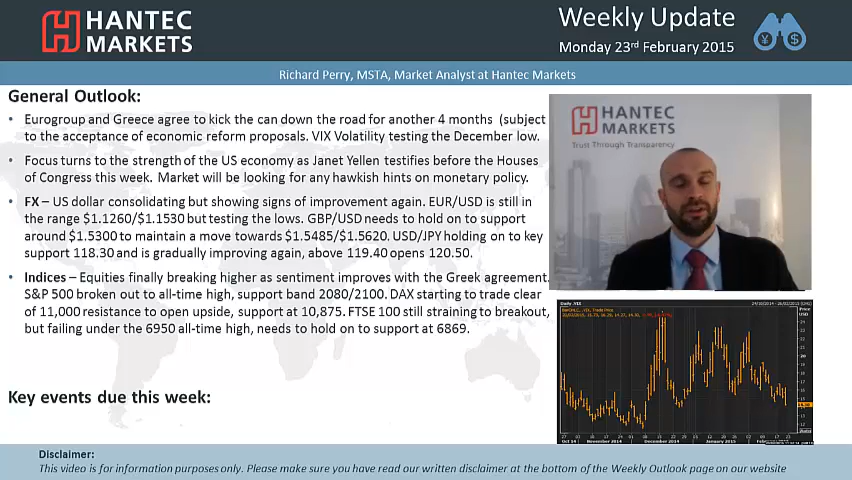 HANTEC
MARKETS
Weekly Update
Monday 23rd February 2015
Richard Perry, MSTA, Market Analyst at Hantec Markets
General Outlook:
• Eurogroup and Greece agree to kick the can down the road for another 4 months (subject
to the acceptance of economic reform proposals. VIX Volatility testing the December low.
• Focus turns to the strength of the US economy as Janet Yellen testifies before the Houses
of Congress this week. Market will be looking for any hawkish hints on monetary policy.
• FX – US dollar consolidating but showing signs of improvement again. EUR/USD is still in
the range $1.1260/$1.1530 but testing the lows. GBP/USD needs to hold on to support
around $1.5300 to maintain a move towards $1.5485/$1.5620. USD/JPY holding on to key
support 118.30 and is gradually improving again, above 119.40 opens 120.50.
• Indices – Equities finally breaking higher as sentiment improves with the Greek agreement.
S&P 500 broken out to all-time high, support band 2080/2100. DAX starting to trade clear
of 11,000 resistance to open upside, support at 10,875. FTSE 100 still straining to breakout,
but failing under the 6950 all-time high, needs to hold on to support at 6869.
Key events due this week:
HANTEC
MARKETS
Trust Through Transparency
Daily .VIX
Price
USD
November 2014
December 2014
January 2015
Disclaimer:
This video is for information purposes only. Please make sure you have read our written disclaimer at the bottom of the Weekly Outlook page on our website